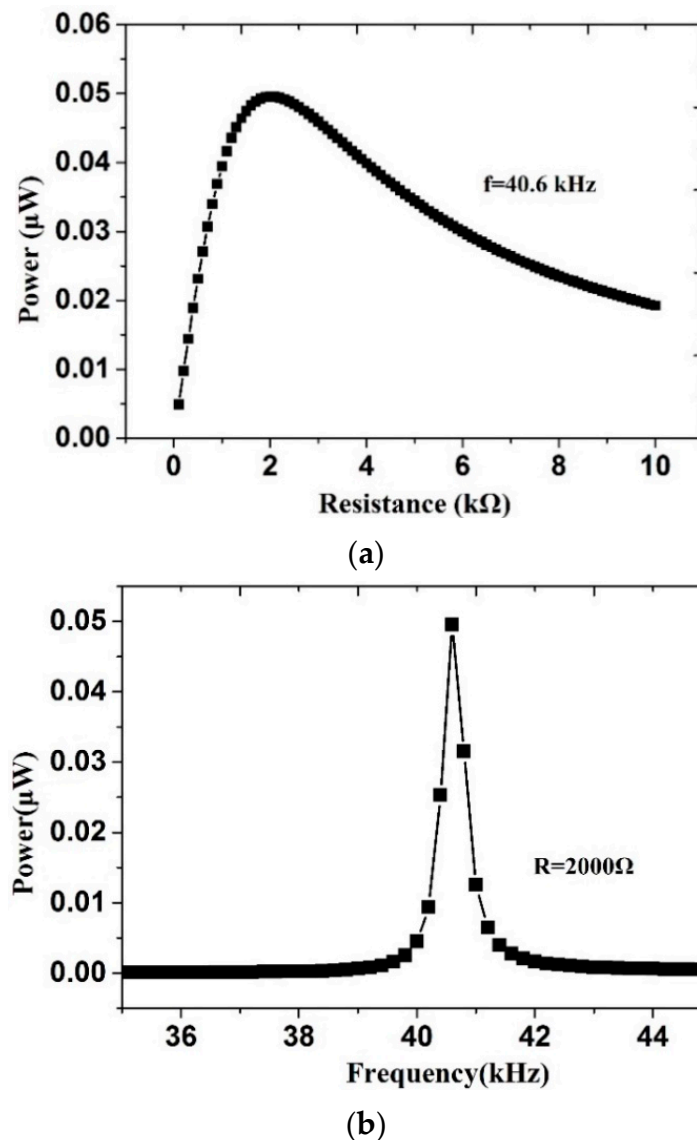 0.06
0.05
0.04
0.03
0.02
0.01
0.00
Power (μW)
f=40.6 kHz
0 2 4 6 8 10
Resistance (kΩ)
(a)
0.05
0.04
0.03
0.02
0.01
0.00
Power(μW)
R=2000Ω
36 38 40 42 44
Frequency(kHz)
(b)